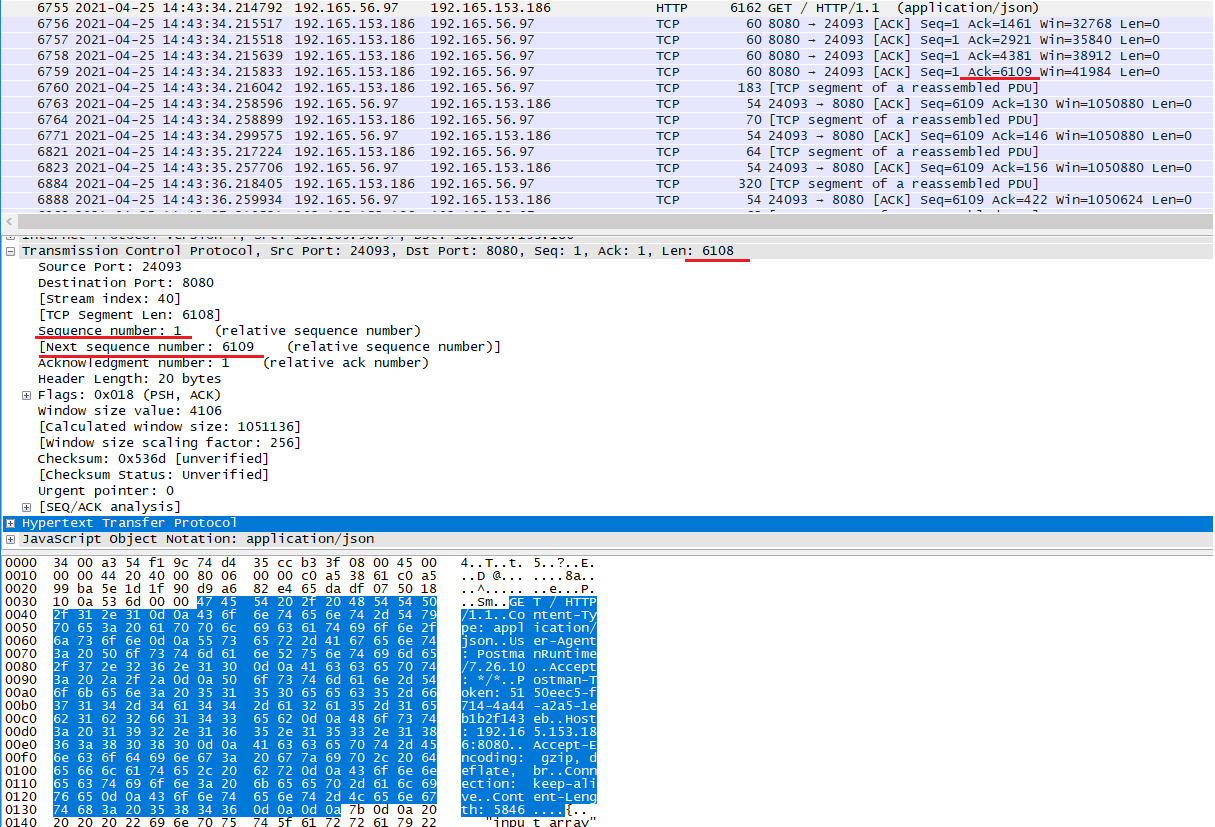 6755 2021-04-25 14:43:34.214792 192.165.56.97 192.165.153.186 HTTP 6162 GET / HTTP/1.1 (application/json)
6756 2021-04-25 14:43:34.215436 192.165.153.186 192.165.56.97 TCP 60 8080 → 24093 [ACK] Seq=1 Ack=1461 Win=32768 Len=0
6757 2021-04-25 14:43:34.215518 192.165.153.186 192.165.56.97 TCP 60 8080 → 24093 [ACK] Seq=1 Ack=2921 Win=35840 Len=0
6758 2021-04-25 14:43:34.215639 192.165.153.186 192.165.56.97 TCP 60 8080 → 24093 [ACK] Seq=1 Ack=4381 Win=38912 Len=0
6759 2021-04-25 14:43:34.215833 192.165.153.186 192.165.56.97 TCP 60 8080 → 24093 [ACK] Seq=1 Ack=6109 Win=41984 Len=0
6760 2021-04-25 14:43:34.216042 192.165.153.186 192.165.56.97 TCP 183 [TCP segment of a reassembled PDU]
6763 2021-04-25 14:43:34.258596 192.165.56.97 192.165.153.186 TCP 54 24093 → 8080 [ACK] Seq=6109 Ack=130 Win=1050880 Len=0
6764 2021-04-25 14:43:34.258899 192.165.153.186 192.165.56.97 TCP 70 [TCP segment of a reassembled PDU]
6771 2021-04-25 14:43:34.299575 192.165.56.97 192.165.153.186 TCP 54 24093 → 8080 [ACK] Seq=6109 Ack=146 Win=1050880 Len=0
6821 2021-04-25 14:43:35.217224 192.165.153.186 192.165.56.97 TCP 64 [TCP segment of a reassembled PDU]
6823 2021-04-25 14:43:35.257706 192.165.56.97 192.165.153.186 TCP 54 24093 → 8080 [ACK] Seq=6109 Ack=156 Win=1050880 Len=0
6884 2021-04-25 14:43:36.218405 192.165.153.186 192.165.56.97 TCP 320 [TCP segment of a reassembled PDU]
6888 2021-04-25 14:43:36.259934 192.165.56.97 192.165.153.186 TCP 54 24093 → 8080 [ACK] Seq=6109 Ack=422 Win=1050624 Len=0
Transmission Control Protocol, Src Port: 24093, Dst Port: 8080, Seq: 1, Ack: 1, Len: 6108
Source Port: 24093
Destination Port: 8080
[Stream index: 40]
[TCP Segment Len: 6108]
Sequence number: 1 (relative sequence number)
[Next sequence number: 6109 (relative sequence number)]
Acknowledgment number: 1 (relative ack number)
Header Length: 20 bytes
Flags: 0x018 (PSH, ACK)
Window size value: 4106
[Calculated window size: 1051136]
[Window size scaling factor: 256]
Checksum: 0x536d [unverified]
[Checksum Status: Unverified]
Urgent pointer: 0
[SEQ/ACK analysis]
Hypertext Transfer Protocol
JavaScript Object Notation: application/json
0000 34 00 a3 54 f1 9c 74 d4 35 cc b3 3f 08 00 45 00 4..T..t. 5..?..E.
0010 00 00 44 20 40 00 80 06 00 00 c0 a5 38 61 c0 a5 ..D @... ....8a..
0020 99 ba 5e 1d 1f 90 d9 a6 82 e4 65 da df 07 50 18 ..^..... ..e...P.
0030 10 0a 53 6d 00 00 47 45 54 20 2f 20 48 54 54 50 ..Sm..GE T / HTTP
0040 2f 31 2e 31 0d 0a 43 6f 6e 74 65 6e 74 2d 54 79 /1.1..Co ntent-Ty
0050 70 65 3a 20 61 70 70 6c 69 63 61 74 69 6f 6e 2f pe: appl ication/
0060 6a 73 6f 6e 0d 0a 55 73 65 72 2d 41 67 65 6e 74 json..Us er-Agent
0070 3a 20 50 6f 73 74 6d 61 6e 52 75 6e 74 69 6d 65 : Postma nRuntime
0080 2f 37 2e 32 36 2e 31 30 0d 0a 41 63 63 65 70 74 /7.26.10 ..Accept
0090 3a 20 2a 2f 2a 0d 0a 50 6f 73 74 6d 61 6e 2d 54 : */*..P ostman-T
00a0 6f 6b 65 6e 3a 20 35 31 35 30 65 65 63 35 2d 66 oken: 51 50eec5-f
00b0 37 31 34 2d 34 61 34 34 2d 61 32 61 35 2d 31 65 714-4a44 -a2a5-1e
00c0 62 31 62 32 66 31 34 33 65 62 0d 0a 48 6f 73 74 b1b2f143 eb..Host
00d0 3a 20 31 39 32 2e 31 36 35 2e 31 35 33 2e 31 38 : 192.16 5.153.18
00e0 36 3a 38 30 38 30 0d 0a 41 63 63 65 70 74 2d 45 6:8080.. Accept-E
00f0 6e 63 6f 64 69 6e 67 3a 20 67 7a 69 70 2c 20 64 ncoding: gzip, d
0100 65 66 6c 61 74 65 2c 20 62 72 0d 0a 43 6f 6e 6e eflate, br..Conn
0110 65 63 74 69 6f 6e 3a 20 6b 65 65 70 2d 61 6c 69 ection: keep-ali
0120 76 65 0d 0a 43 6f 6e 74 65 6e 74 2d 4c 65 6e 67 ve..Cont ent-Leng
0130 74 68 3a 20 35 38 34 36 0d 0a 0d 0a 7b 0d 0a 20 th: 5846 ....{..
0140 20 20 20 22 69 6e 70 75 74 5f 61 72 72 61 79 22 "inpu t_array"